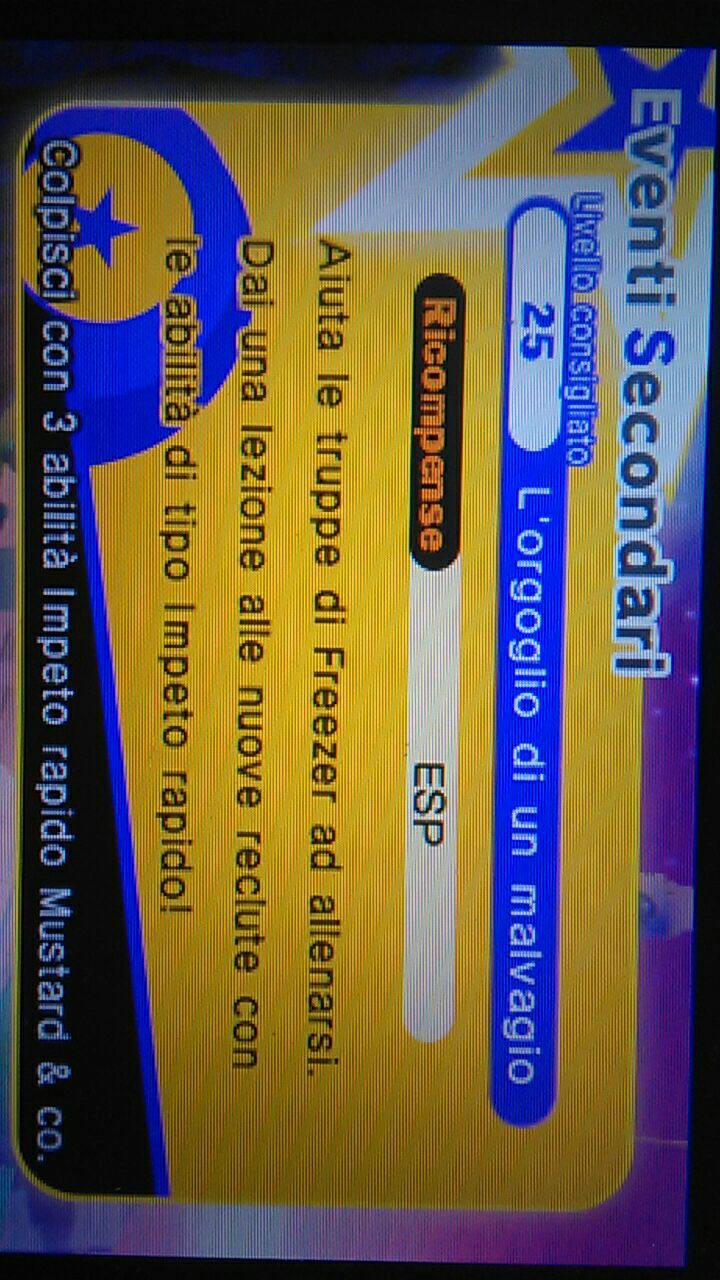 Eventi Secondari
Livello consigliato
25 L'orgoglio di un malvagio
Ricompense ESP
Aiuta le truppe di Freezer ad allenarsi.
Dai una lezione alle nuove reclute con
le abilità di tipo Impeto rapido!
Colpisci con 3 abilità Impeto rapido Mustard & co.